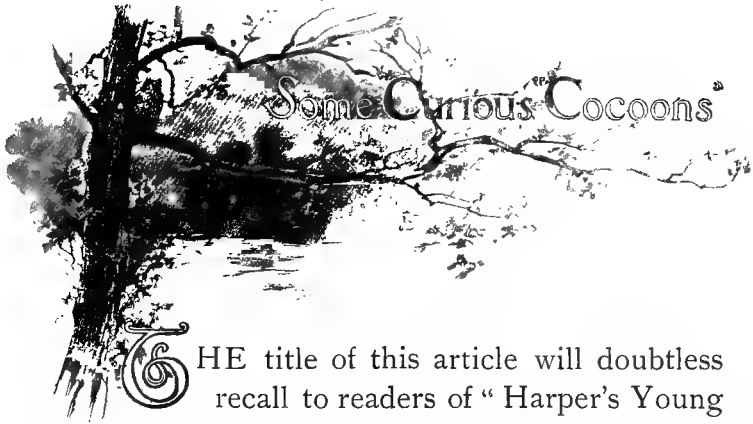 Some Curious Cocoons
THE title of this article will doubtless
recall to readers of “ Harper's Young